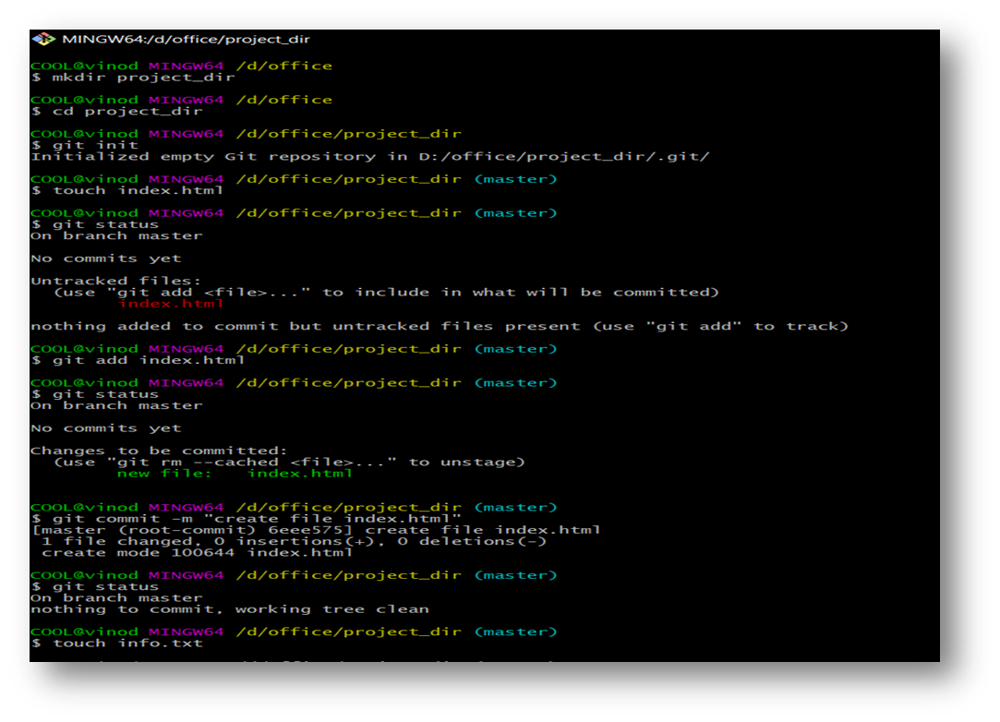 MINGW64:/d/office/project_dir
COOL@vinod MINGW64 /d/office
$ mkdir project_dir
COOL@vinod MINGW64 /d/office
$ cd project_dir
COOL@vinod MINGW64 /d/office/project_dir
$ git init
Initialized empty Git repository in D:/office/project_dir/.git/
COOL@vinod MINGW64 /d/office/project_dir (master)
$ touch index.html
COOL@vinod MINGW64 /d/office/project_dir (master)
$ git status
On branch master
No commits yet
Untracked files:
  (use "git add <file>..." to include in what will be committed)
        index.html
nothing added to commit but untracked files present (use "git add" to track)
COOL@vinod MINGW64 /d/office/project_dir (master)
$ git add index.html
COOL@vinod MINGW64 /d/office/project_dir (master)
$ git status
On branch master
No commits yet
Changes to be committed:
  (use "git rm --cached <file>..." to unstage)
        new file:   index.html
COOL@vinod MINGW64 /d/office/project_dir (master)
$ git commit -m "create file index.html"
[master (root-commit) 6eee575] create file index.html
 1 file changed, 0 insertions(+), 0 deletions(-)
 create mode 100644 index.html
COOL@vinod MINGW64 /d/office/project_dir (master)
$ git status
On branch master
nothing to commit, working tree clean
COOL@vinod MINGW64 /d/office/project_dir (master)
$ touch info.txt